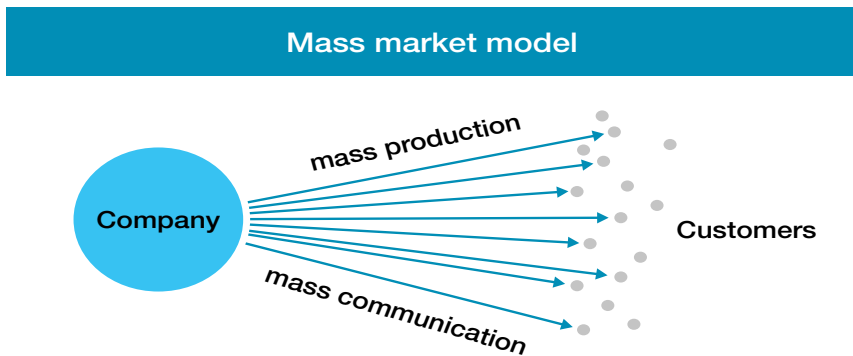 Mass market model
mass production
Company
Customers
mass communication